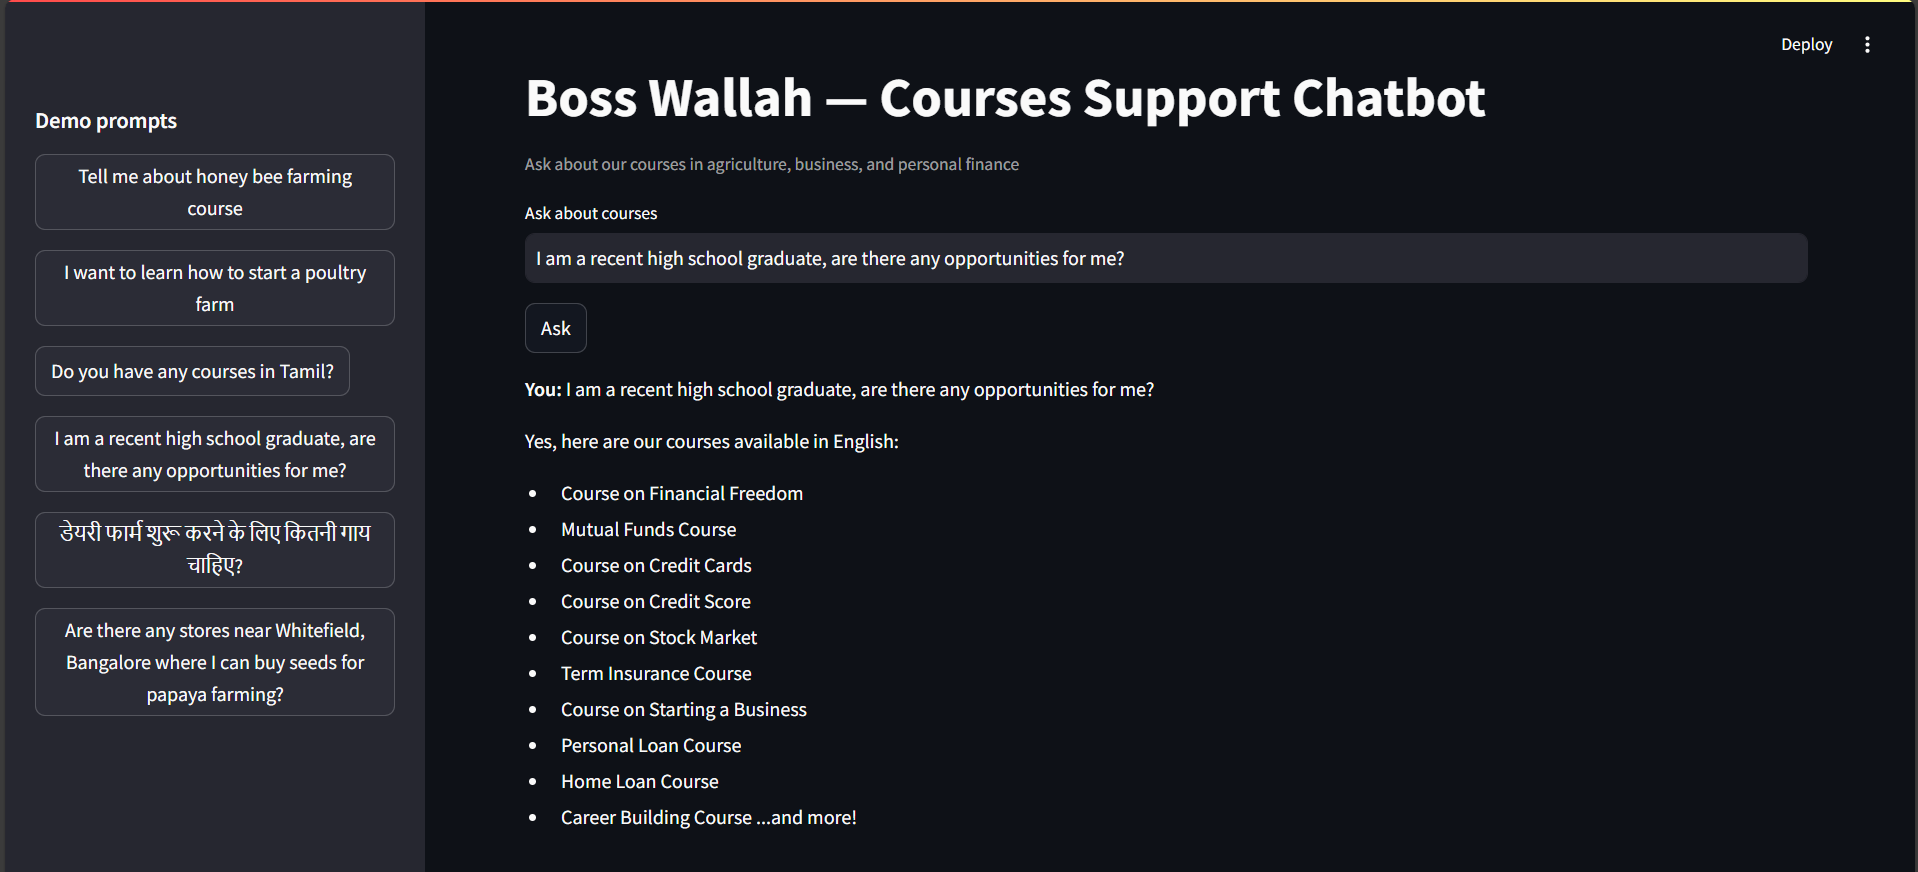 Deploy
Demo prompts
Tell me about honey bee farming
course
I want to learn how to start a poultry
farm
Do you have any courses in Tamil?
I am a recent high school graduate, are
there any opportunities for me?
डेयरी फार्म शुरू करने के लिए कितनी गाय
चाहिए?
Are there any stores near Whitefield,
Bangalore where I can buy seeds for
papaya farming?
Boss Wallah — Courses Support Chatbot
Ask about our courses in agriculture, business, and personal finance
Ask about courses
I am a recent high school graduate, are there any opportunities for me?
Ask
You: I am a recent high school graduate, are there any opportunities for me?
Yes, here are our courses available in English:
• Course on Financial Freedom
• Mutual Funds Course
• Course on Credit Cards
• Course on Credit Score
• Course on Stock Market
• Term Insurance Course
• Course on Starting a Business
• Personal Loan Course
• Home Loan Course
• Career Building Course ...and more!